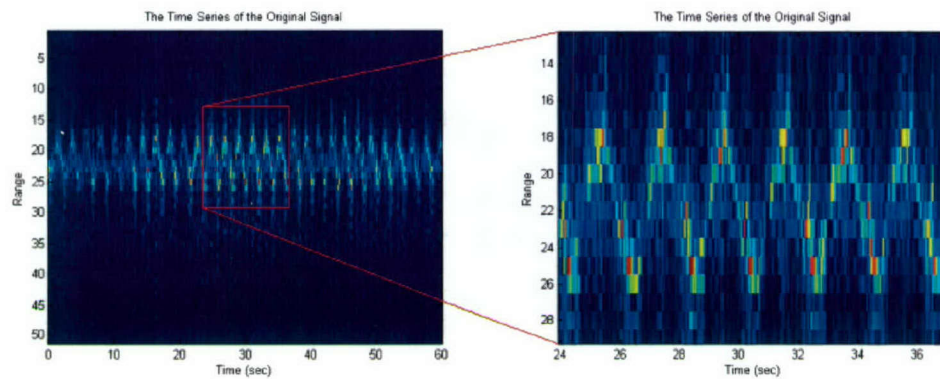 The Time Series of the Original Signal
5
10
15
20
25
30
35
40
45
50
Range
0 10 20 30 40 50 60
Time (sec)
The Time Series of the Original Signal
14
16
18
20
22
24
26
28
Range
24 26 28 30 32 34 36
Time (sec)